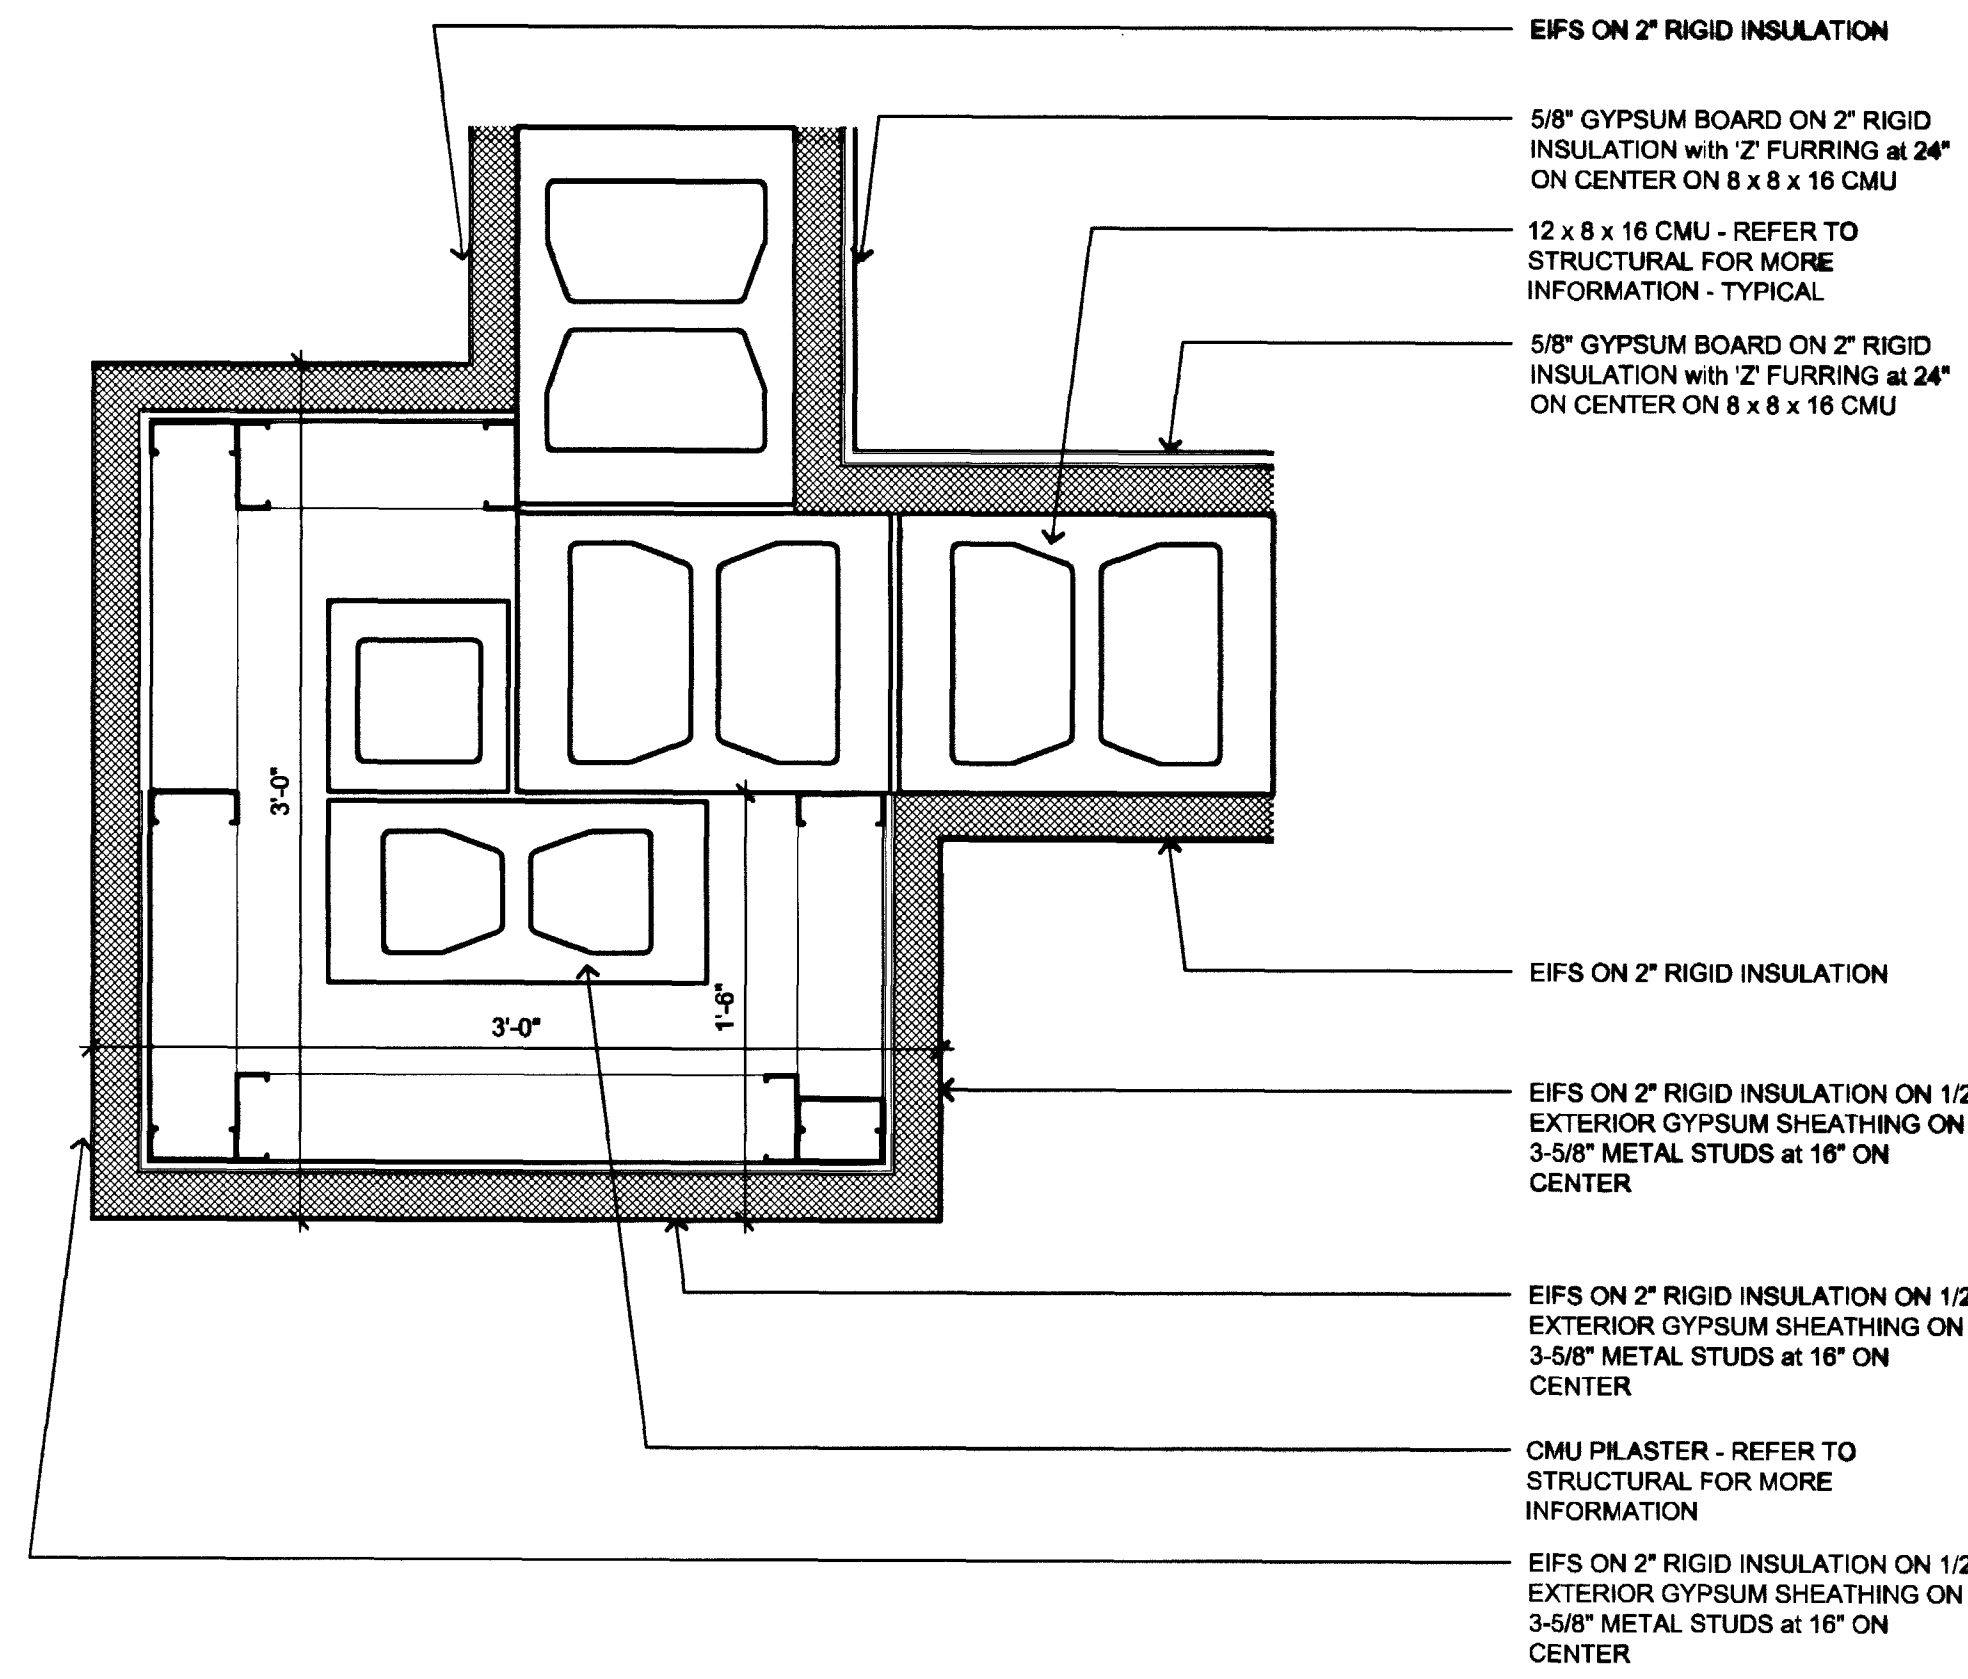 EIFS ON 2" RIGID INSULATION
5/8" GYPSUM BOARD ON 2" RIGID
INSULATION with 'Z' FURRING at 24"
ON CENTER ON 8 x 8 x 16 CMU
12 x 8 x 16 CMU - REFER TO
STRUCTURAL FOR MORE
INFORMATION - TYPICAL
5/8" GYPSUM BOARD ON 2" RIGID
INSULATION with 'Z' FURRING at 24"
ON CENTER ON 8 x 8 x 16 CMU
3'-0"
1'-6"
3'-0"
EIFS ON 2" RIGID INSULATION
EIFS ON 2" RIGID INSULATION ON 1/2
EXTERIOR GYPSUM SHEATHING ON
3-5/8" METAL STUDS at 16" ON
CENTER
EIFS ON 2" RIGID INSULATION ON 1/2
EXTERIOR GYPSUM SHEATHING ON
3-5/8" METAL STUDS at 16" ON
CENTER
CMU PILASTER - REFER TO
STRUCTURAL FOR MORE
INFORMATION
EIFS ON 2" RIGID INSULATION ON 1/2
EXTERIOR GYPSUM SHEATHING ON
3-5/8" METAL STUDS at 16" ON
CENTER